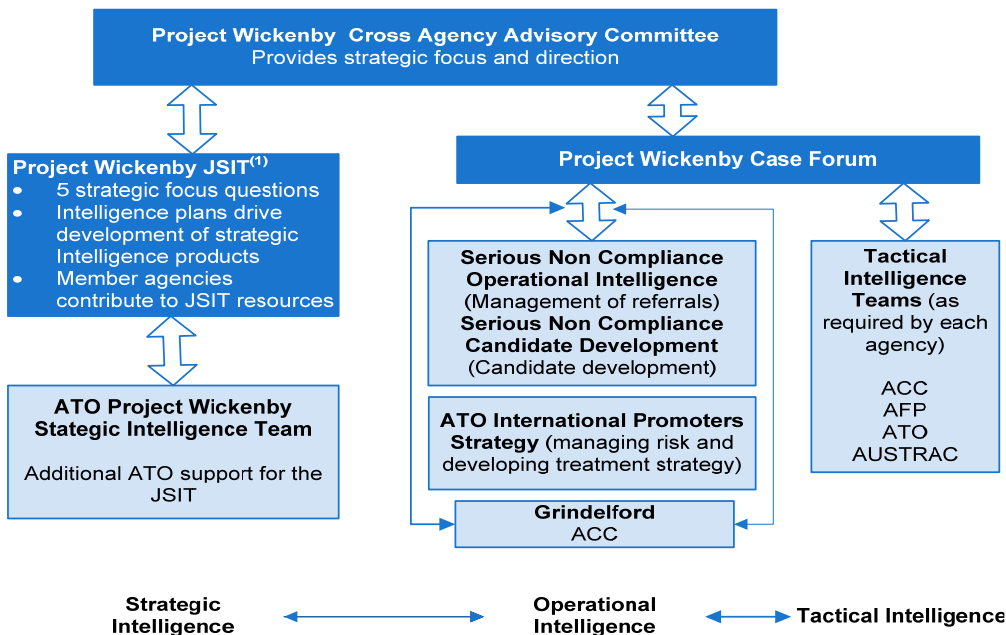 Project Wickenby Cross Agency Advisory Committee
Provides strategic focus and direction
Project Wickenby JSIT(1)
• 5 strategic focus questions
• Intelligence plans drive
development of strategic
Intelligence products
• Member agencies
contribute to JSIT resources
ATO Project Wickenby
Stategic Intelligence Team
Additional ATO support for the
JSIT
Project Wickenby Case Forum
Serious Non Compliance
Operational Intelligence
(Management of referrals)
Serious Non Compliance
Candidate Development
(Candidate development)
ATO International Promoters
Strategy (managing risk and
developing treatment strategy)
Grindelford
ACC
Tactical
Intelligence
Teams (as
required by each
agency)
ACC
AFP
ATO
AUSTRAC
Strategic
Intelligence
Operational
Intelligence
Tactical Intelligence